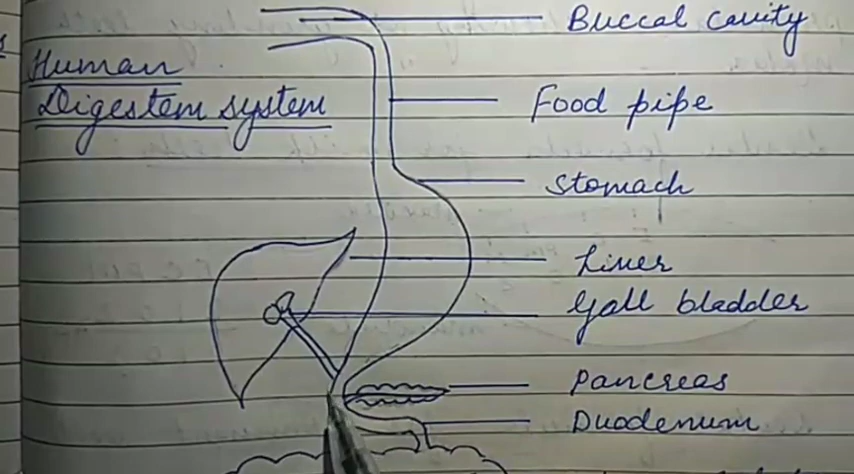 Buccal cavity
Human
Digestem system
Food pipe
Stomach
Liver
Gall bladder
Pancreas
Duodenum